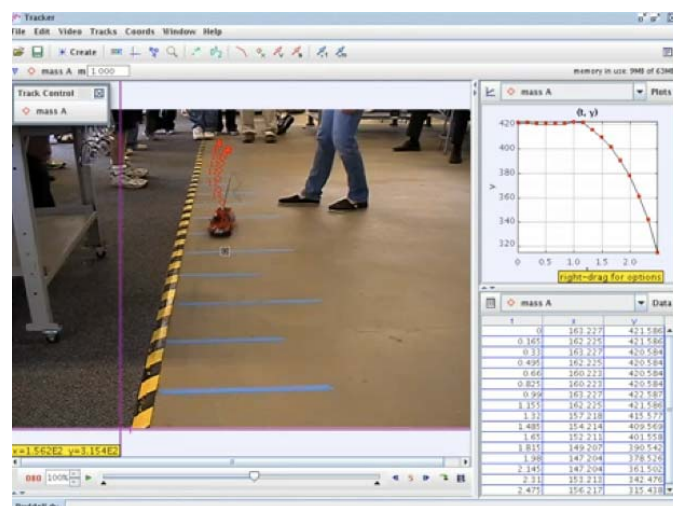 Tracker
File Edit Video Tracks Coords Window Help
Create
mass A m 1.000
memory in use: 9MB of 63MB
Track Control
mass A
mass A Plots
(t, y)
420
400
360
340
320
0 0.5 1.0 1.5 2.0
right-drag for options
mass A Data
t x y
0 163.227 421.586
0.165 162.225 421.586
0.33 163.227 420.584
0.495 162.225 420.584
0.66 160.223 420.584
0.825 160.223 420.584
0.99 163.227 422.587
1.155 162.225 421.586
1.32 157.218 415.577
1.485 154.214 409.569
1.65 152.211 401.558
1.815 149.207 390.542
1.98 147.204 378.526
2.145 147.204 361.502
2.31 153.213 342.476
2.475 156.217 315.438
x=1.562E2 y=3.154E2
080 100% 5